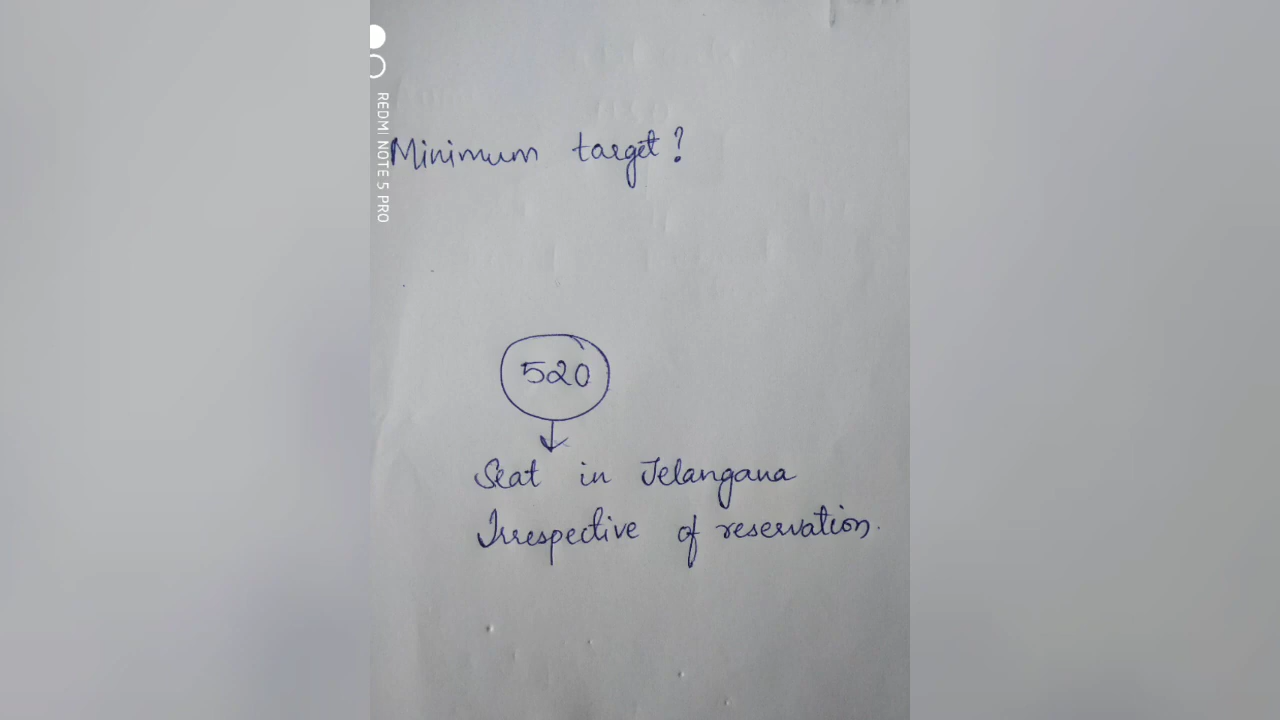 REDMI NOTE 5 PRO
Minimum target?
520
Seat in Telangana
Irrespective of reservation.